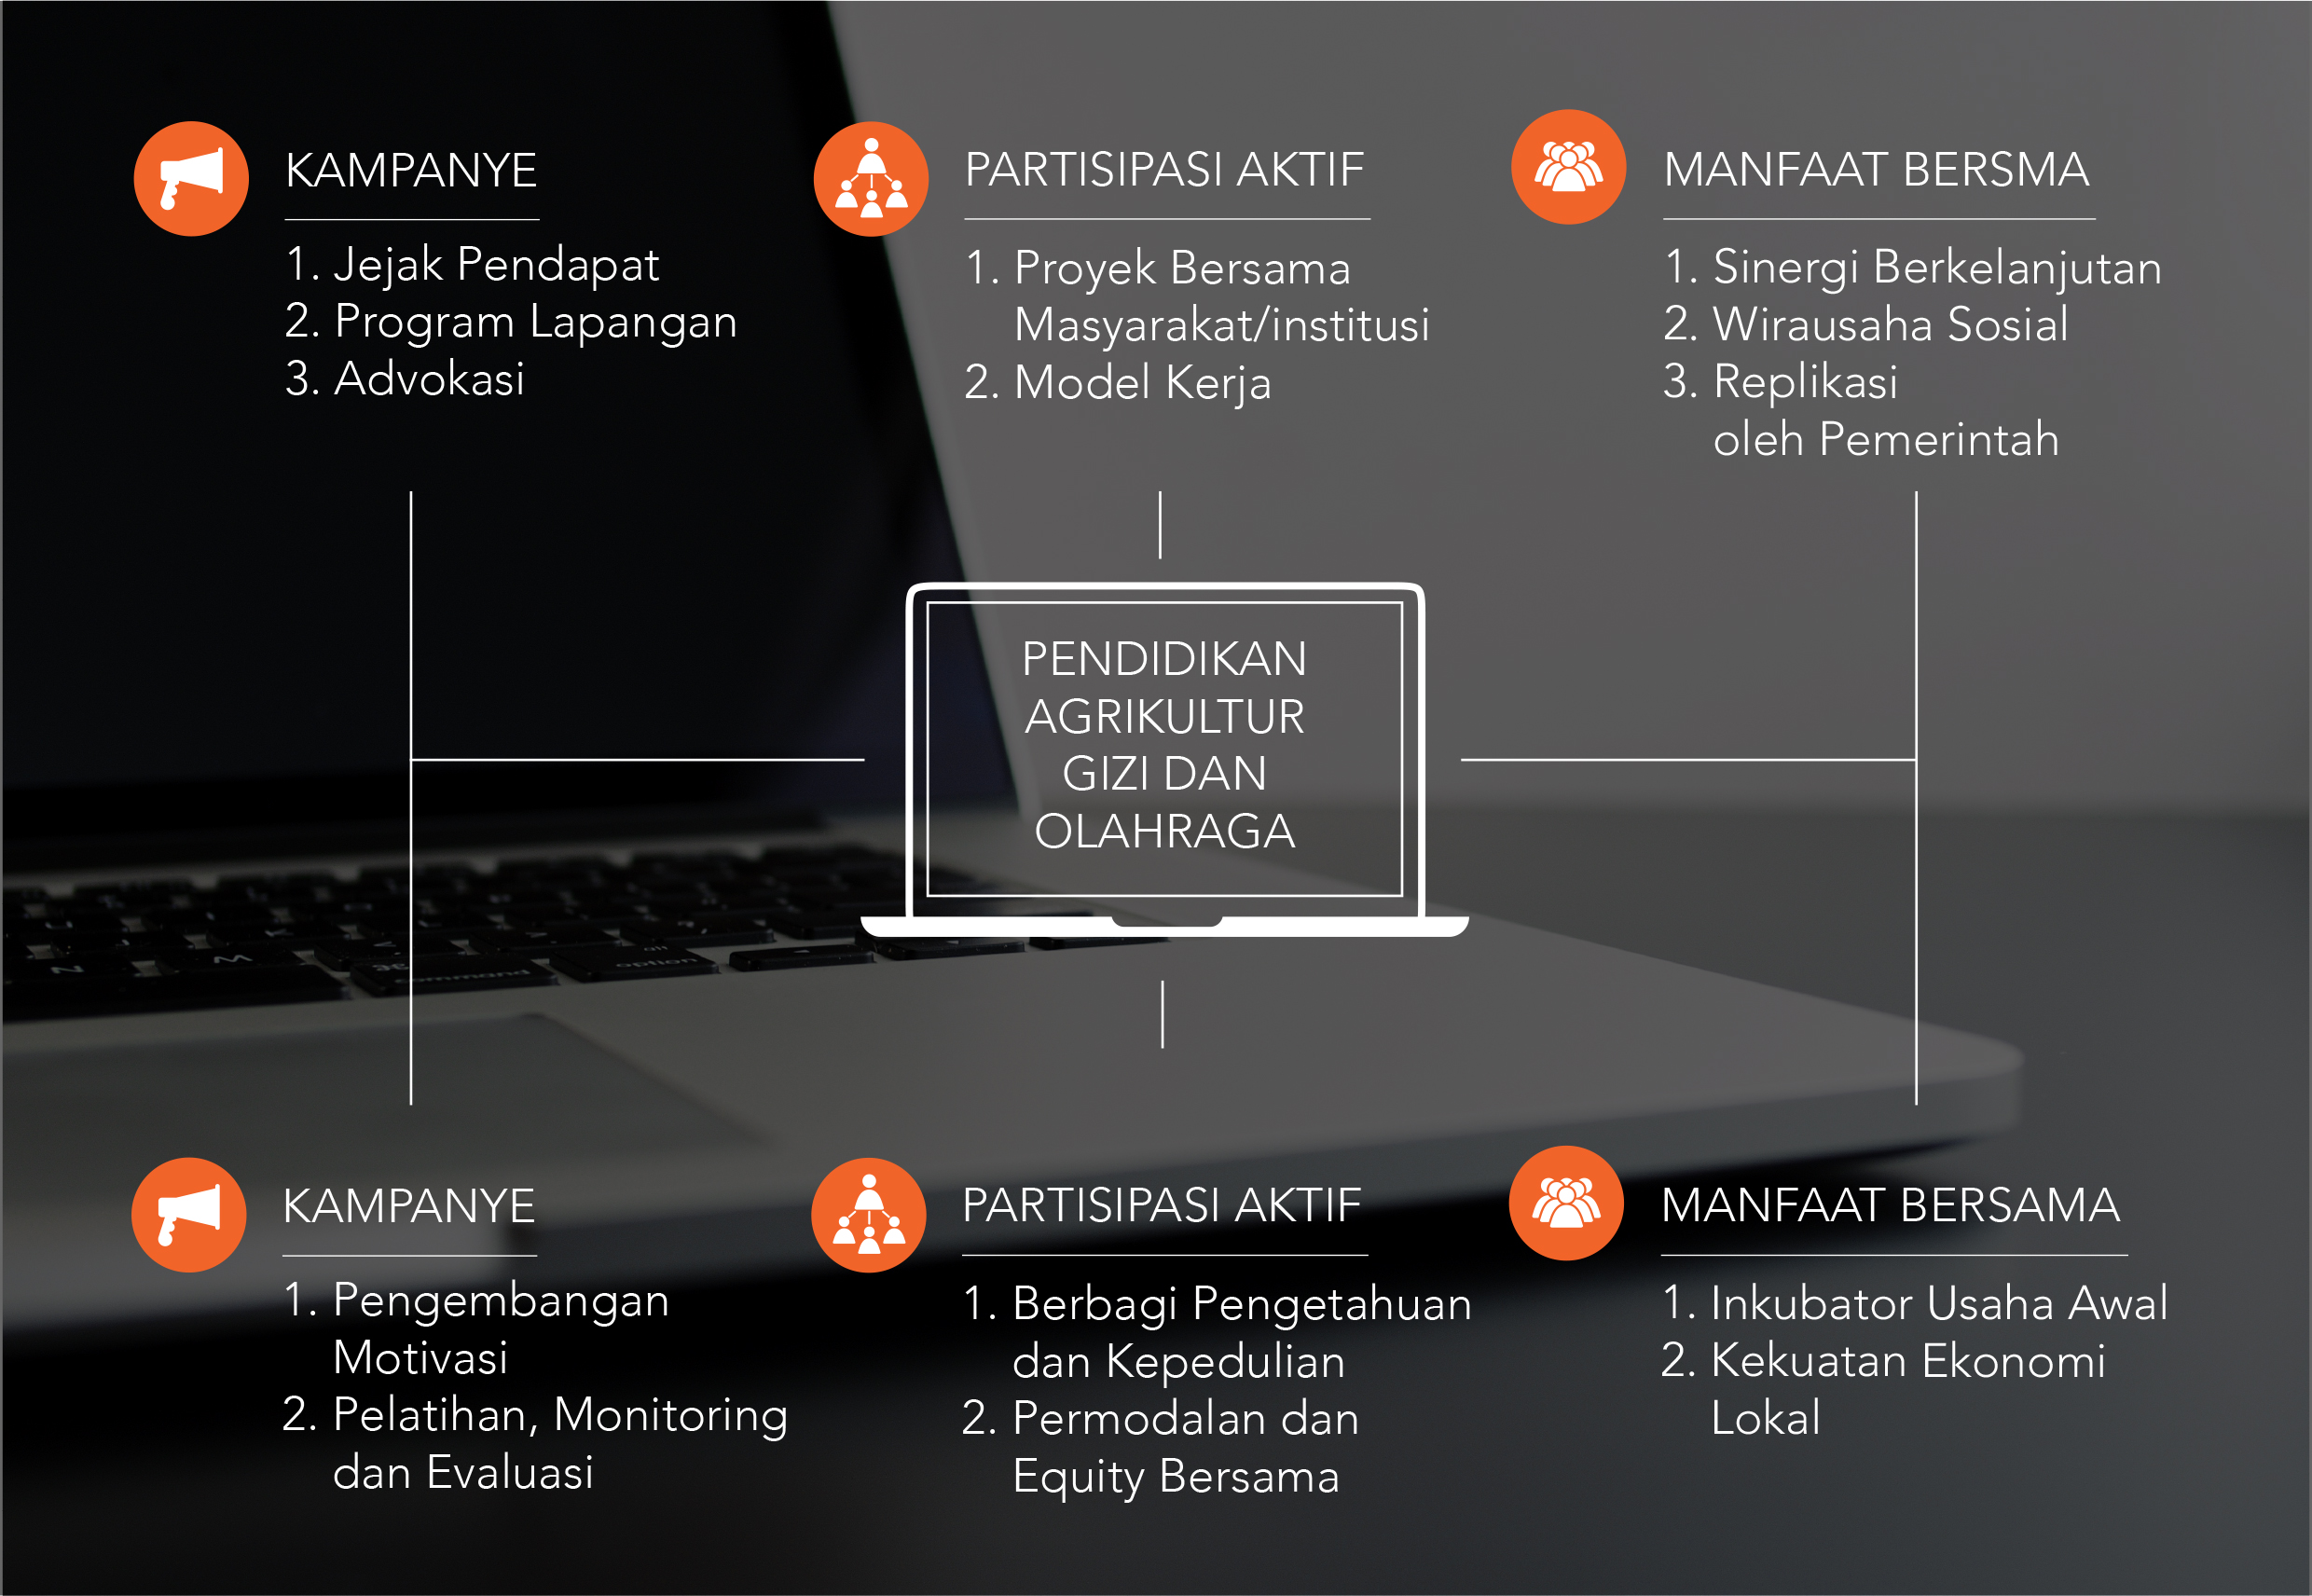 KAMPANYE
1. Jejak Pendapat
2. Program Lapangan
3. Advokasi
PARTISIPASI AKTIF
1. Proyek Bersama
Masyarakat/institusi
2. Model Kerja
MANFAAT BERSMA
1. Sinergi Berkelanjutan
2. Wirausaha Sosial
3. Replikasi
oleh Pemerintah
PENDIDIKAN
AGRIKULTUR
GIZI DAN
OLAHRAGA
N M ⌘ command alt option
KAMPANYE
1. Pengembangan
Motivasi
2. Pelatihan, Monitoring
dan Evaluasi
PARTISIPASI AKTIF
1. Berbagi Pengetahuan
dan Kepedulian
2. Permodalan dan
Equity Bersama
MANFAAT BERSAMA
1. Inkubator Usaha Awal
2. Kekuatan Ekonomi
Lokal